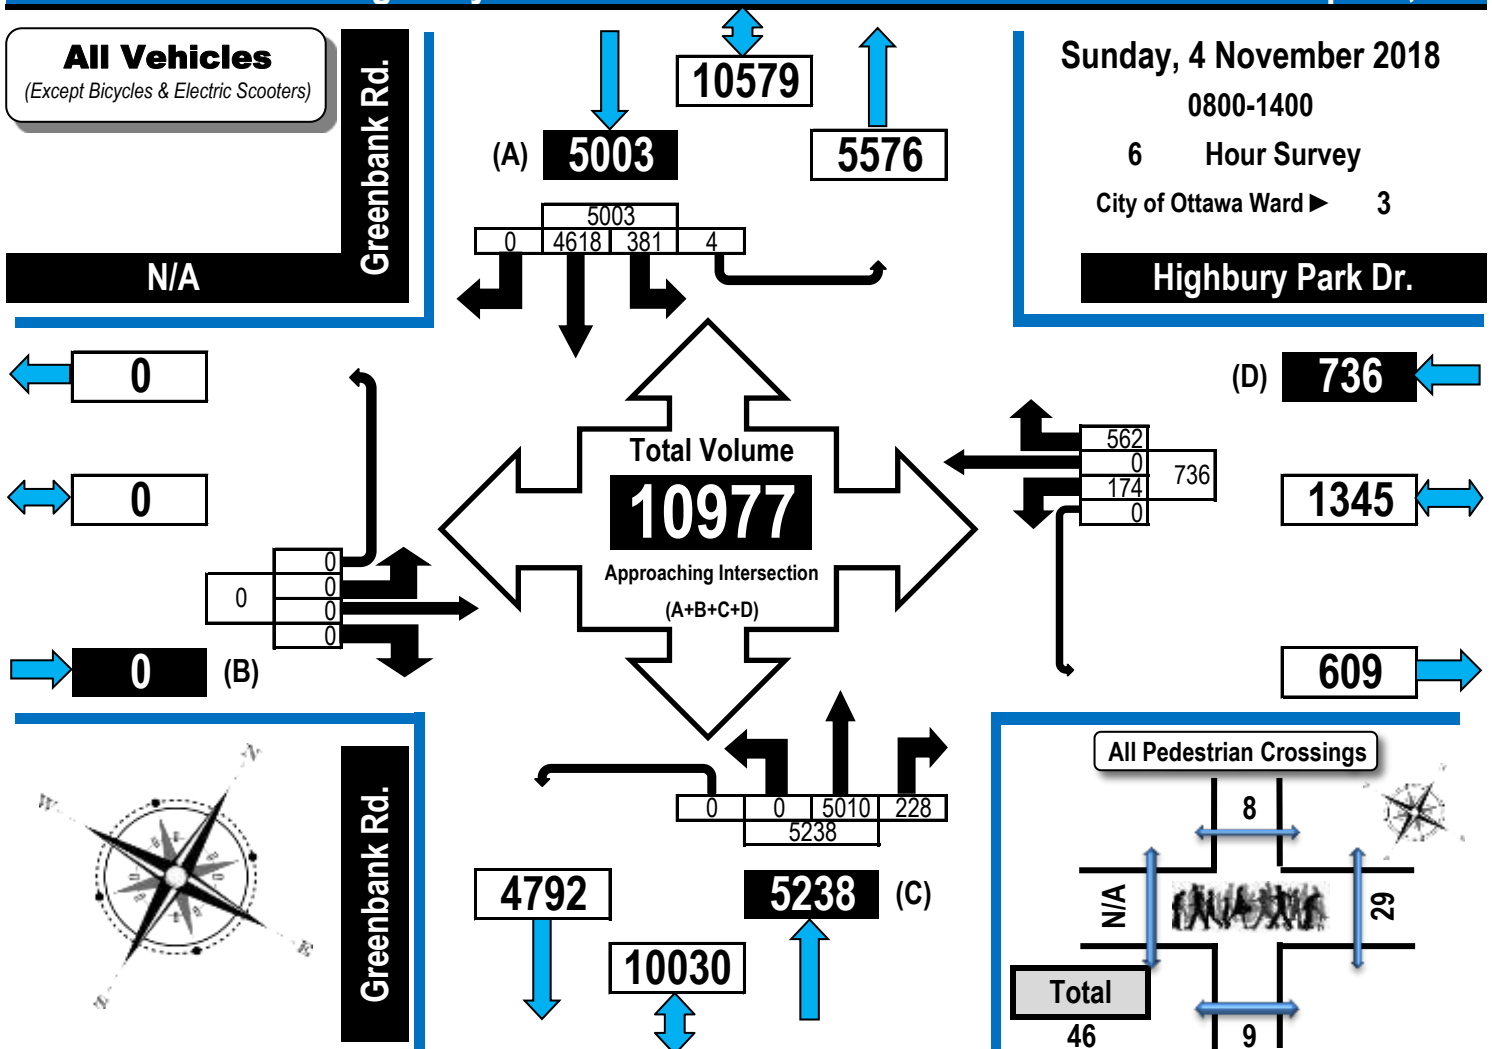 All Vehicles
(Except Bicycles & Electric Scooters)
Greenbank Rd.
N/A
10579
(A) 5003
5576
5003
0 4618 381 4
Sunday, 4 November 2018
0800-1400
6 Hour Survey
City of Ottawa Ward ► 3
Highbury Park Dr.
0
0
0
0
0
0
0
0 (B)
Total Volume
10977
Approaching Intersection
(A+B+C+D)
(D) 736
562
0
174
0
736
1345
609
Greenbank Rd.
N
W
E
S
0 0 5010 228
5238
4792
5238 (C)
10030
All Pedestrian Crossings
8
N/A
29
Total
46
9